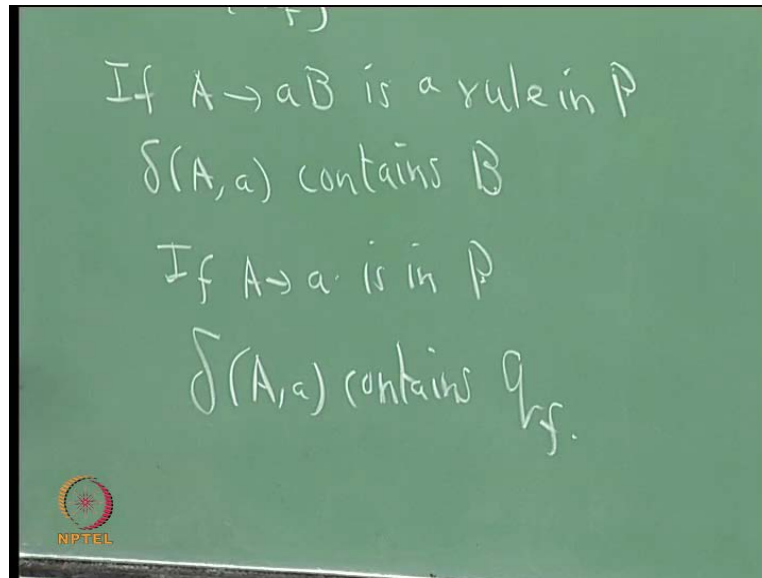 If A → aB is a rule in P
δ(A, a) contains B
If A → a is in P
δ(A, a) contains q_f.
NPTEL